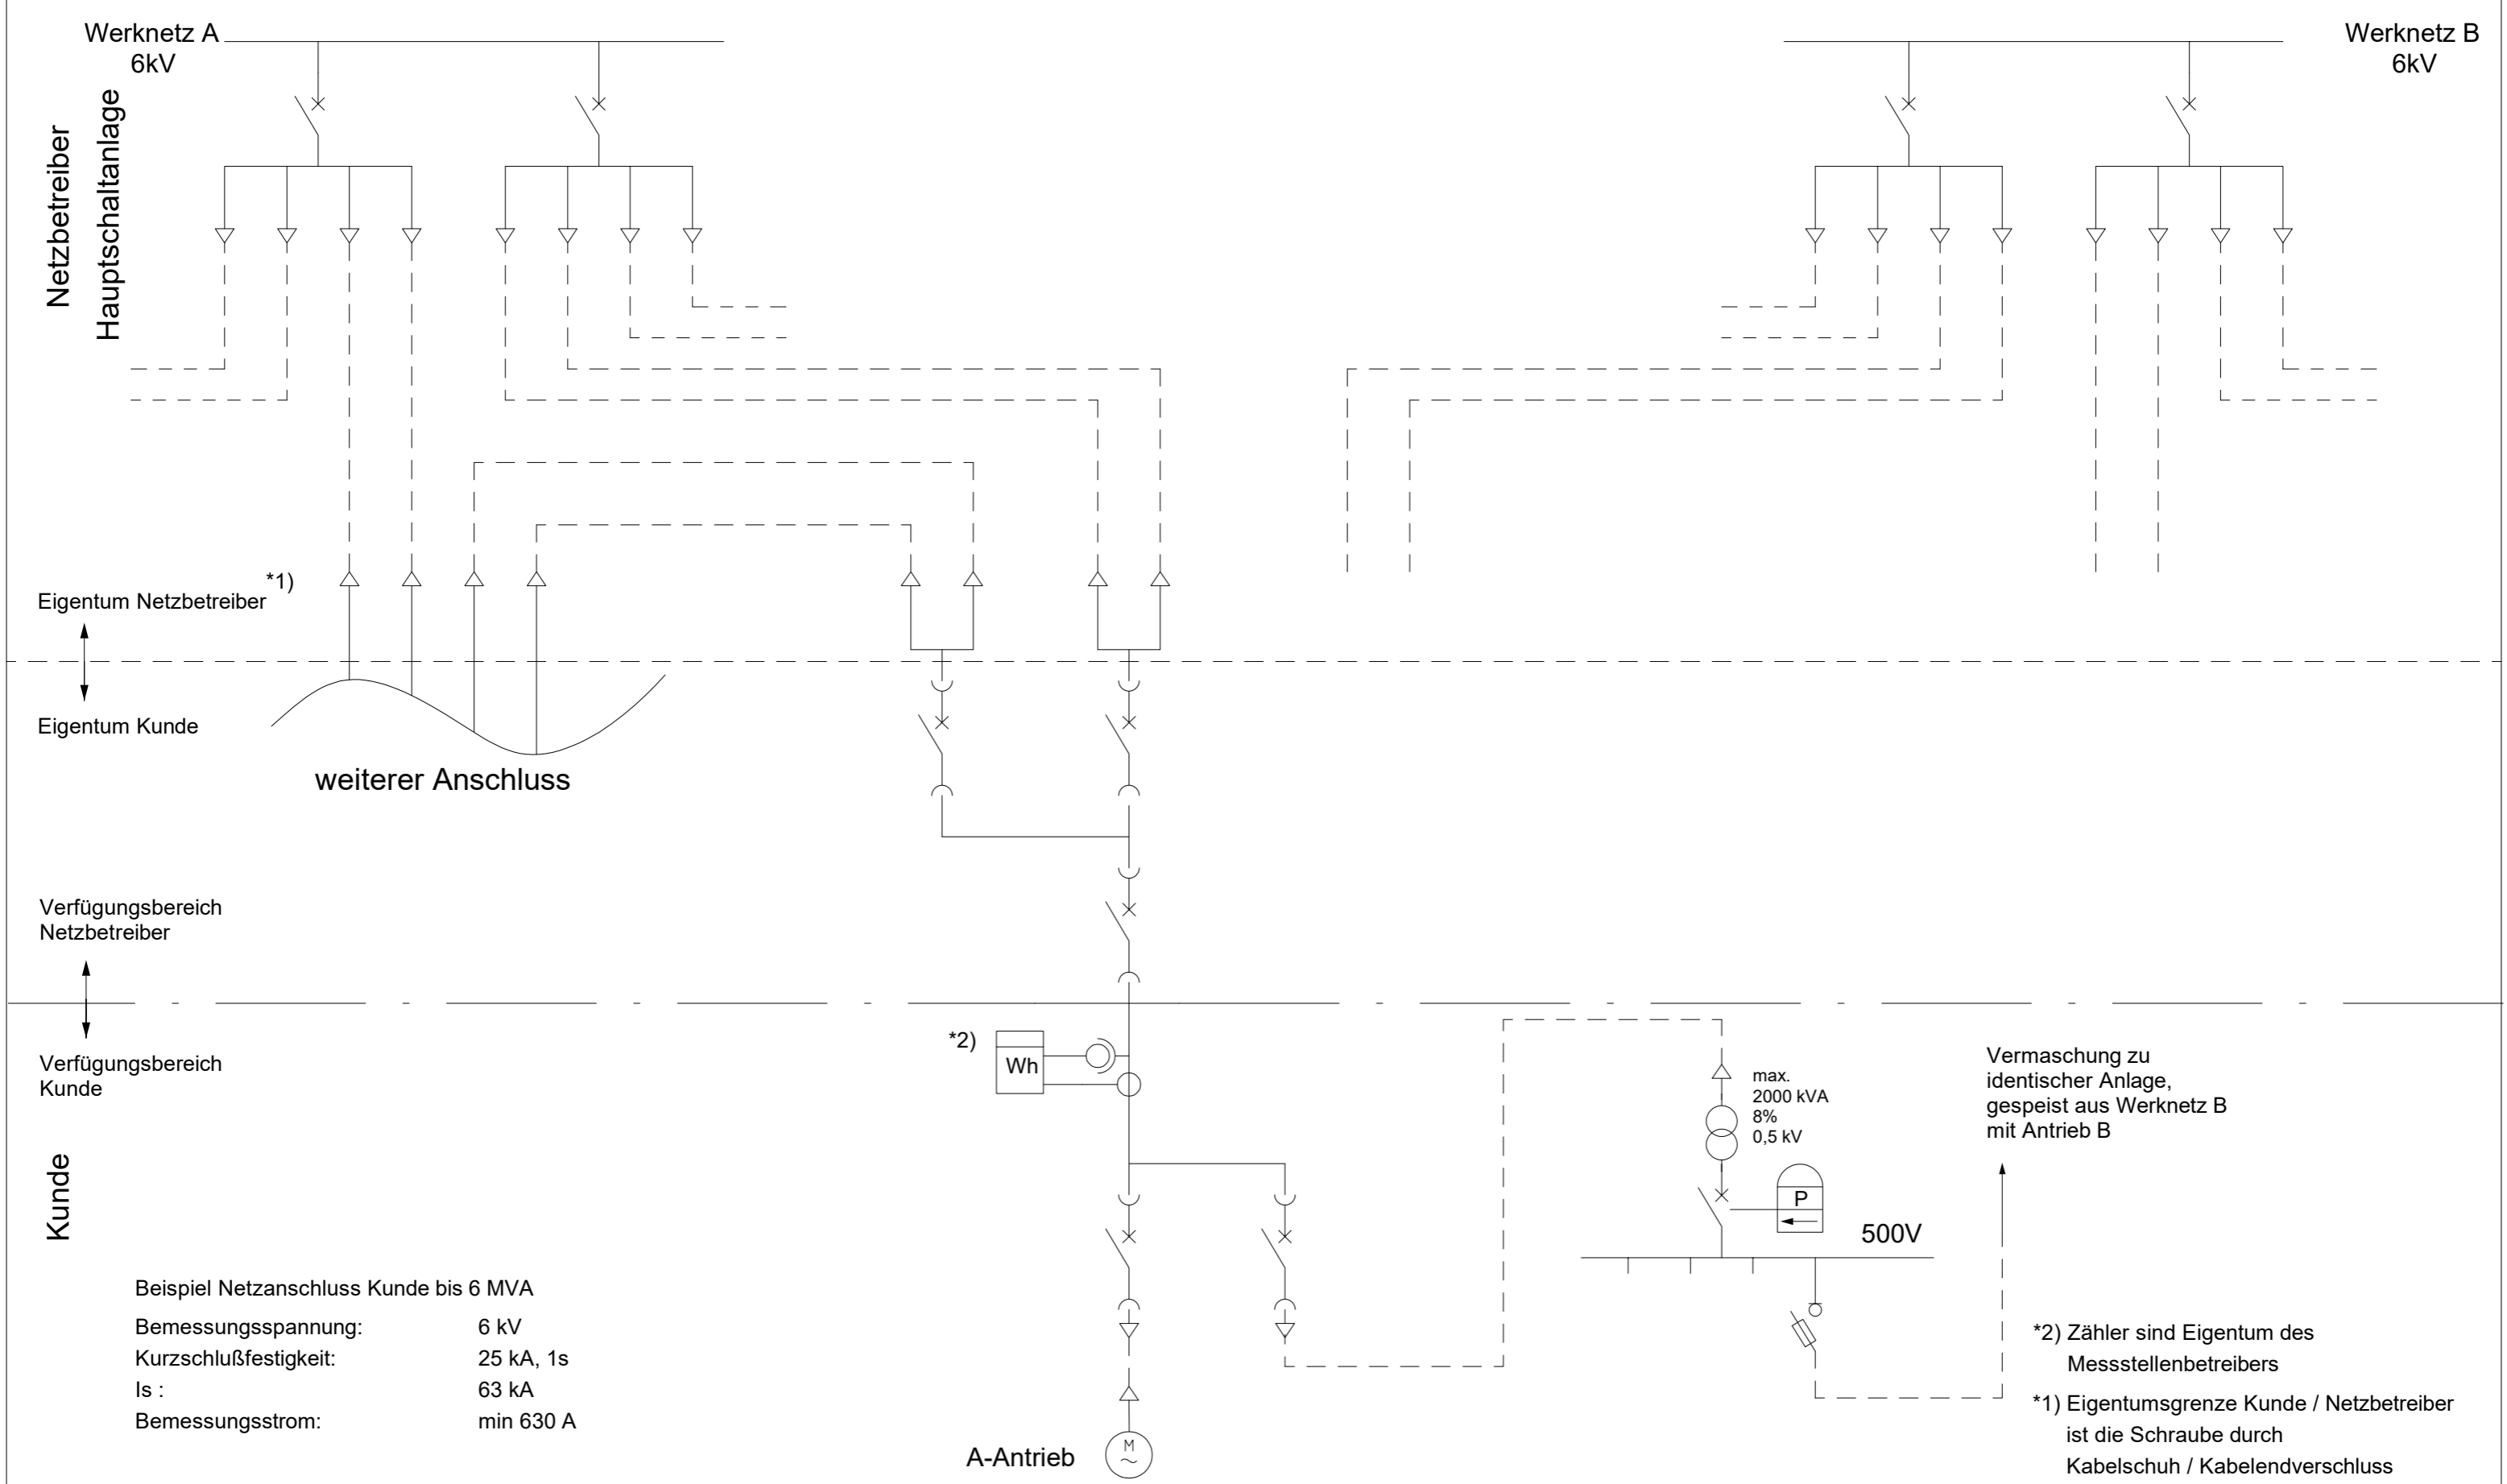 Werknetz A
6kV
Werknetz B
6kV
Netzbetreiber
Hauptschaltanlage
*1)
Eigentum Netzbetreiber
Eigentum Kunde
weiterer Anschluss
Verfügungsbereich
Netzbetreiber
Verfügungsbereich
Kunde
*2)
Wh
max.
2000 kVA
8%
0,5 kV
Vermaschung zu
identischer Anlage,
gespeist aus Werknetz B
mit Antrieb B
P
500V
Kunde
Beispiel Netzanschluss Kunde bis 6 MVA
Bemessungsspannung: 6 kV
Kurzschlußfestigkeit: 25 kA, 1s
Is : 63 kA
Bemessungsstrom: min 630 A
A-Antrieb
M
~
*2) Zähler sind Eigentum des
Messstellenbetreibers
*1) Eigentumsgrenze Kunde / Netzbetreiber
ist die Schraube durch
Kabelschuh / Kabelendverschluss